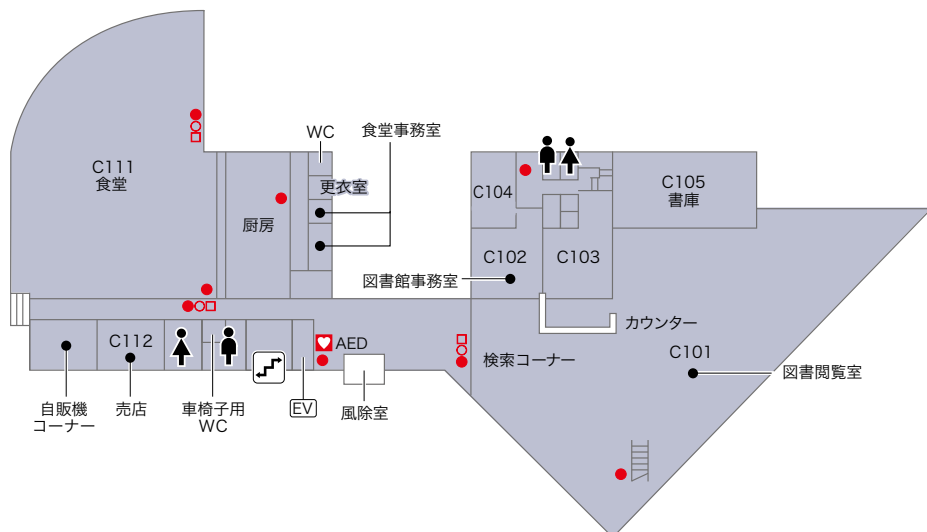 WC
食堂事務室
C111
食堂
更衣室
C104
C105
書庫
厨房
C102
C103
図書館事務室
カウンター
C112
AED
検索コーナー
C101
図書閲覧室
EV
自販機
コーナー
売店
車椅子用
WC
風除室